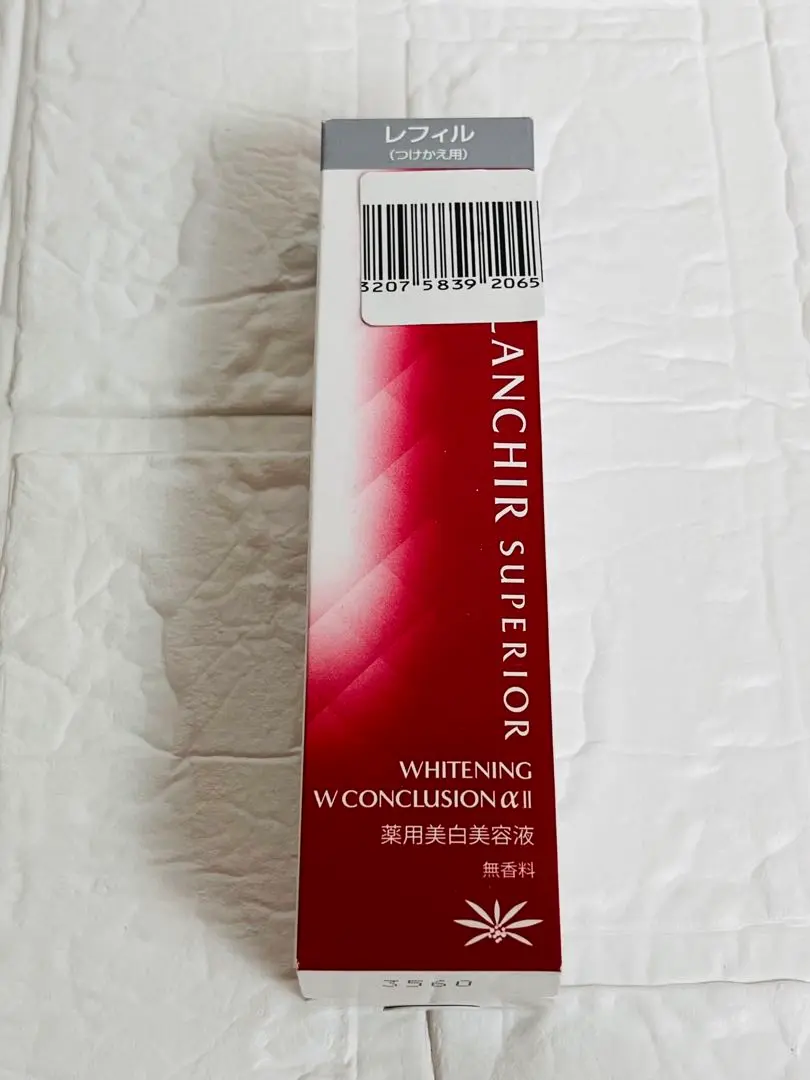 レフィル
(つけかえ用)
3207 5839 2065
LANCHIR SUPERIOR
WHITENING
W CONCLUSION α II
薬用美白美容液
無香料
3560